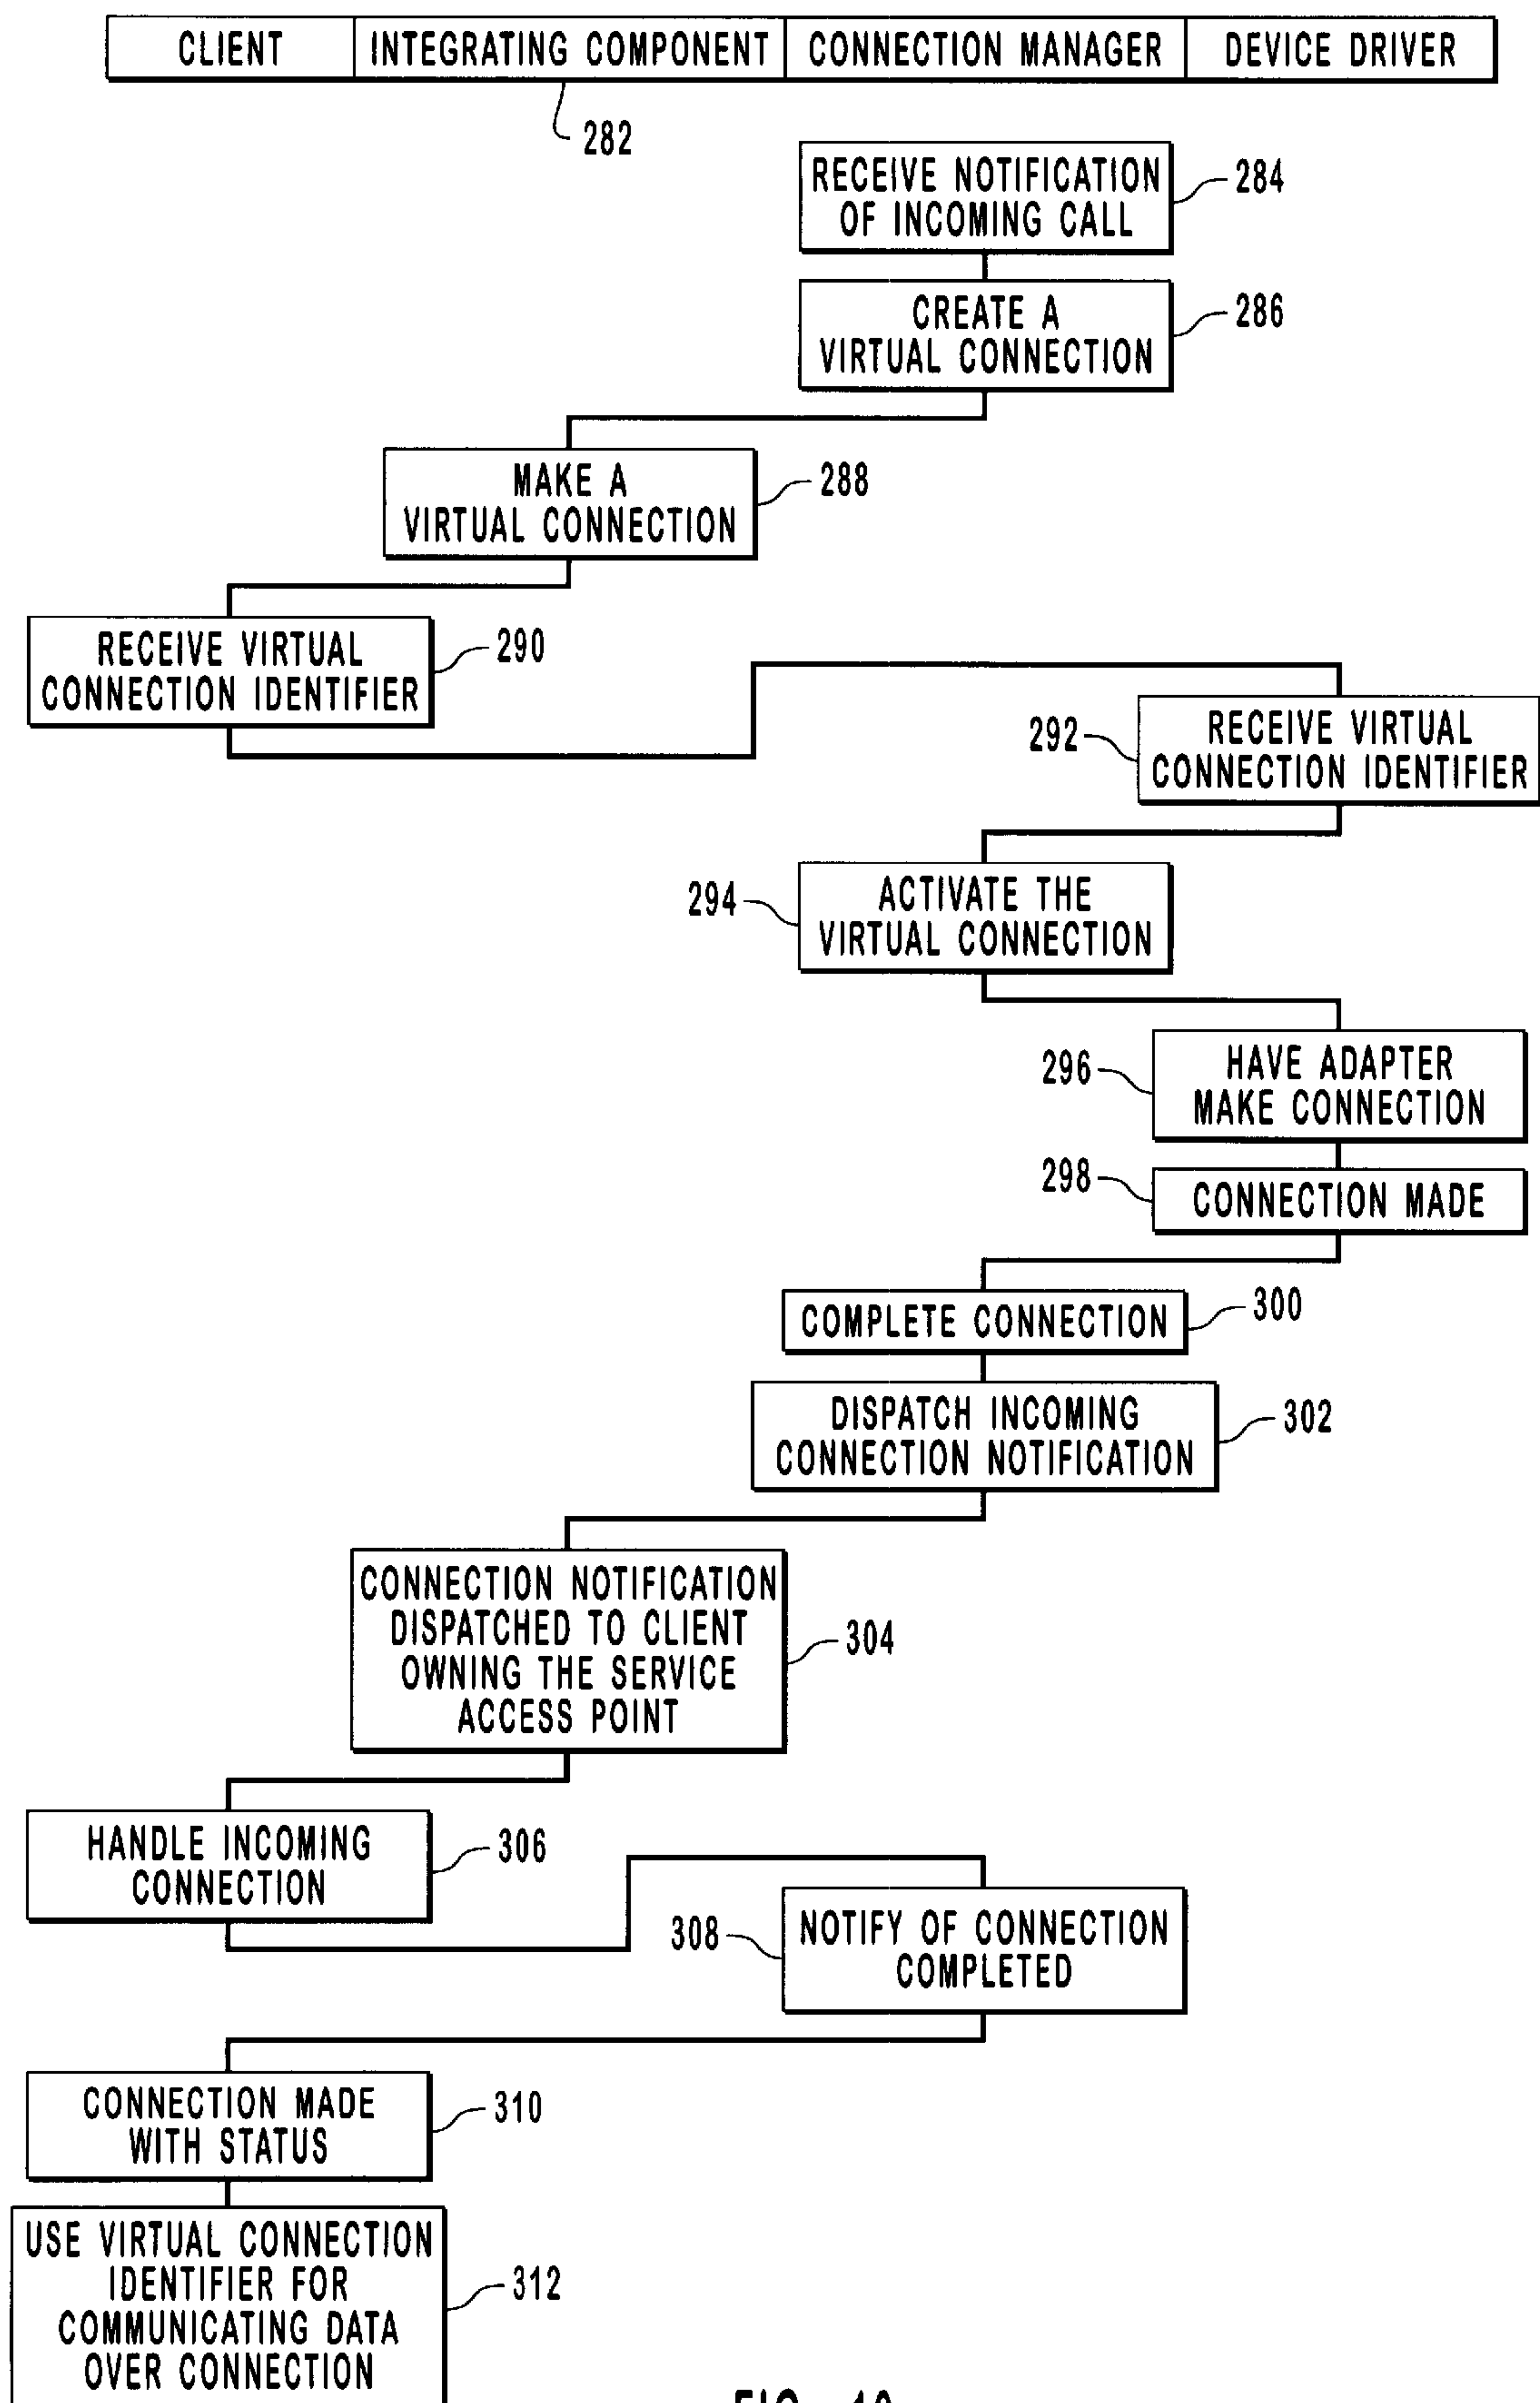 CLIENT INTEGRATING COMPONENT CONNECTION MANAGER DEVICE DRIVER
282
RECEIVE NOTIFICATION
OF INCOMING CALL
284
CREATE A
VIRTUAL CONNECTION
286
MAKE A
VIRTUAL CONNECTION
288
RECEIVE VIRTUAL
CONNECTION IDENTIFIER
290
292
RECEIVE VIRTUAL
CONNECTION IDENTIFIER
294
ACTIVATE THE
VIRTUAL CONNECTION
296
HAVE ADAPTER
MAKE CONNECTION
298
CONNECTION MADE
COMPLETE CONNECTION
300
DISPATCH INCOMING
CONNECTION NOTIFICATION
302
CONNECTION NOTIFICATION
DISPATCHED TO CLIENT
OWNING THE SERVICE
ACCESS POINT
304
HANDLE INCOMING
CONNECTION
306
308
NOTIFY OF CONNECTION
COMPLETED
CONNECTION MADE
WITH STATUS
310
USE VIRTUAL CONNECTION
IDENTIFIER FOR
COMMUNICATING DATA
OVER CONNECTION
312